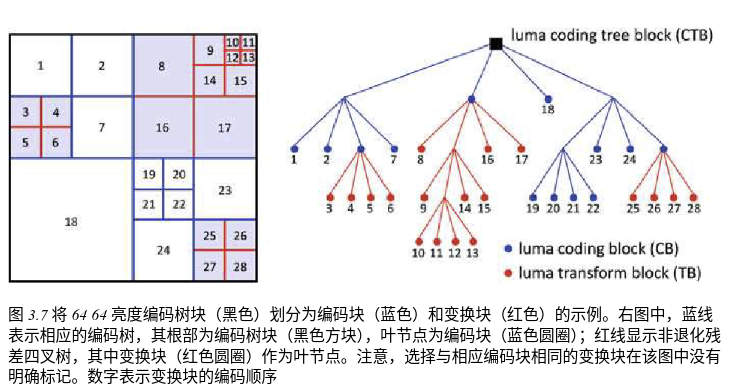 luma coding tree block (CTB)
1 2 8 9 10 11
12 13
14 15
3 4 7 16 17
5 6
18 19 20 23
21 22
24 25 26
27 28
18
1 2 7 8 16 17 23 24
3 4 5 6 9 14 15 19 20 21 22 25 26 27 28
10 11 12 13
luma coding block (CB)
luma transform block (TB)
图 3.7 将 64 64 亮度编码树块（黑色）划分为编码块（蓝色）和变换块（红色）的示例。右图中，蓝线
表示相应的编码树，其根部为编码树块（黑色方块），叶节点为编码块（蓝色圆圈）；红线显示非退化残
差四叉树，其中变换块（红色圆圈）作为叶节点。注意，选择与相应编码块相同的变换块在该图中没有
明确标记。数字表示变换块的编码顺序